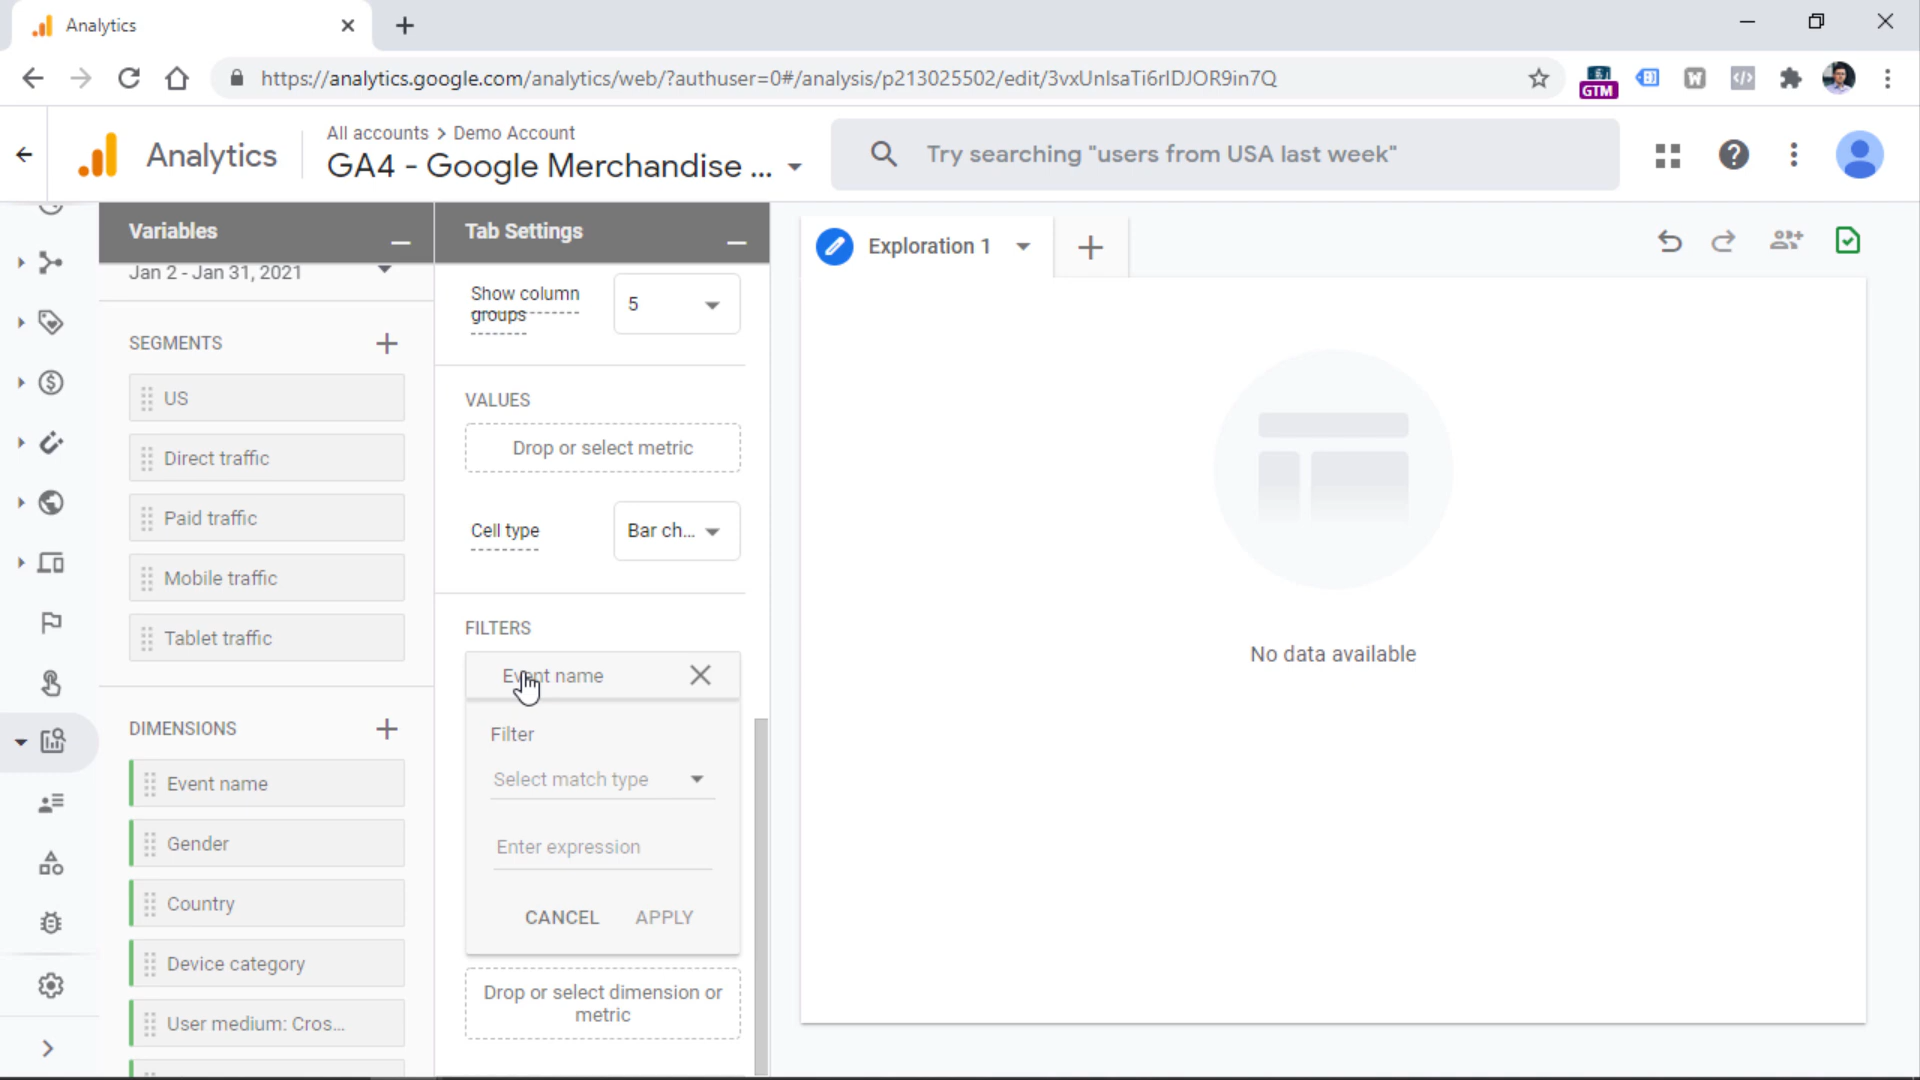 Analytics
https://analytics.google.com/analytics/web/?authuser=0#/analysis/p213025502/edit/3vxUnIsaTi6rIDJOR9in7Q
GTM
Analytics
All accounts > Demo Account
GA4 - Google Merchandise ...
Try searching "users from USA last week"
Variables
Jan 2 - Jan 31, 2021
SEGMENTS
US
Direct traffic
Paid traffic
Mobile traffic
Tablet traffic
DIMENSIONS
Event name
Gender
Country
Device category
User medium: Cros...
Tab Settings
Show column
groups
5
VALUES
Drop or select metric
Cell type
Bar ch...
FILTERS
Event name
Filter
Select match type
Enter expression
CANCEL APPLY
Drop or select dimension or
metric
Exploration 1
No data available